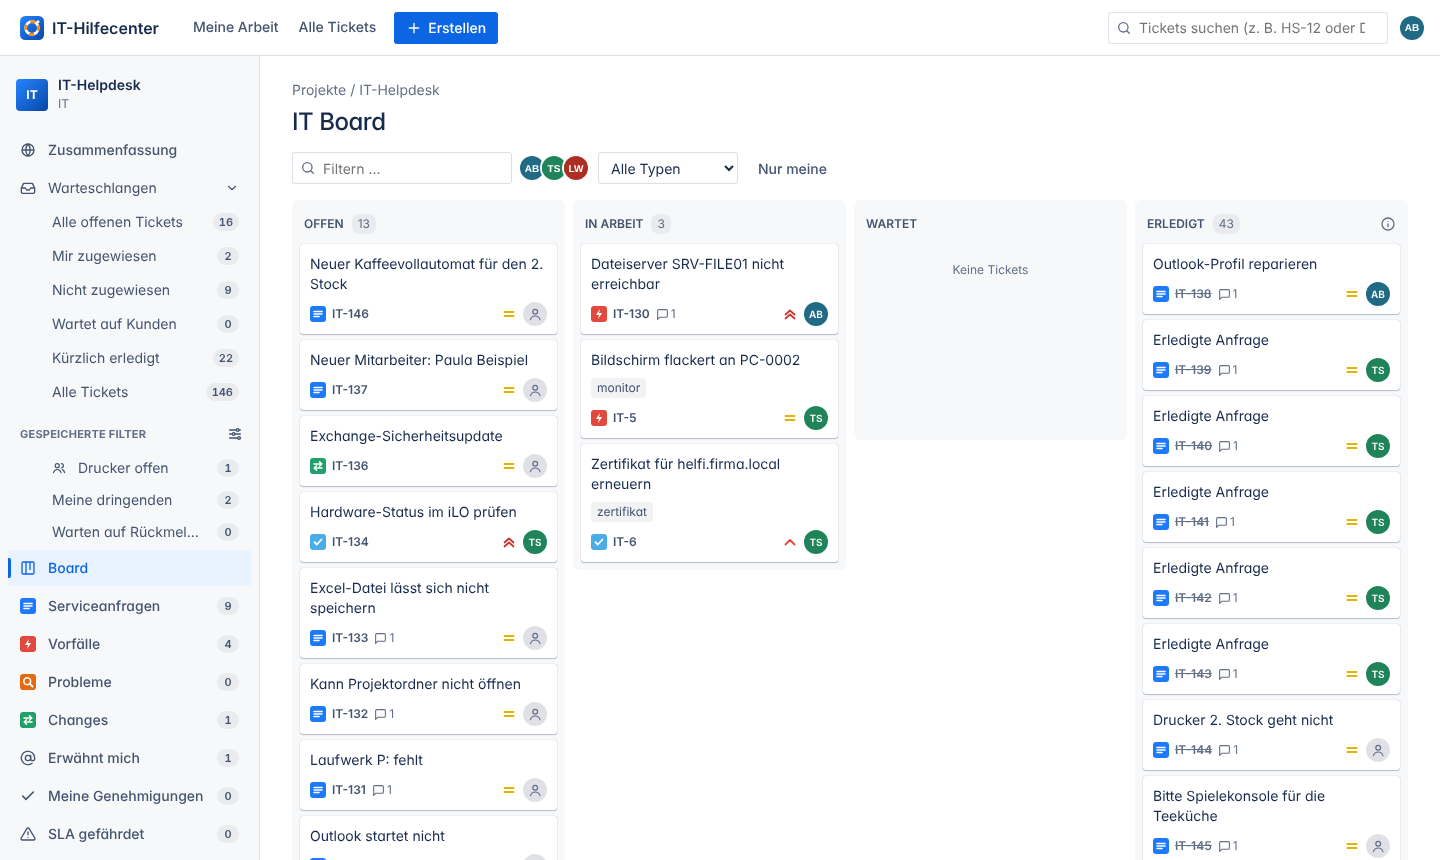 IT-Hilfecenter
Meine Arbeit
Alle Tickets
Erstellen
Tickets suchen (z. B. HS-12 oder D
AB
IT
IT-Helpdesk
IT
Zusammenfassung
Warteschlangen
Alle offenen Tickets 16
Mir zugewiesen 2
Nicht zugewiesen 9
Wartet auf Kunden 0
Kürzlich erledigt 22
Alle Tickets 146
GESPEICHERTE FILTER
Drucker offen 1
Meine dringenden 2
Warten auf Rückmel... 0
Board
Serviceanfragen 9
Vorfälle 4
Probleme 0
Changes 1
Erwähnt mich 1
Meine Genehmigungen 0
SLA gefährdet 0
Projekte / IT-Helpdesk
IT Board
Filtern ...
AB
TS
LW
Alle Typen
Nur meine
OFFEN 13
Neuer Kaffeevollautomat für den 2.
Stock
IT-146
Neuer Mitarbeiter: Paula Beispiel
IT-137
Exchange-Sicherheitsupdate
IT-136
Hardware-Status im iLO prüfen
IT-134 TS
Excel-Datei lässt sich nicht
speichern
IT-133 1
Kann Projektordner nicht öffnen
IT-132 1
Laufwerk P: fehlt
IT-131 1
Outlook startet nicht
IN ARBEIT 3
Dateiserver SRV-FILE01 nicht
erreichbar
IT-130 1 AB
Bildschirm flackert an PC-0002
monitor
IT-5 TS
Zertifikat für helfi.firma.local
erneuern
zertifikat
IT-6 TS
WARTET
Keine Tickets
ERLEDIGT 43
Outlook-Profil reparieren
IT-138 1 AB
Erledigte Anfrage
IT-139 1 TS
Erledigte Anfrage
IT-140 1 TS
Erledigte Anfrage
IT-141 1 TS
Erledigte Anfrage
IT-142 1 TS
Erledigte Anfrage
IT-143 1 TS
Drucker 2. Stock geht nicht
IT-144 1
Bitte Spielekonsole für die
Teeküche
IT-145 1